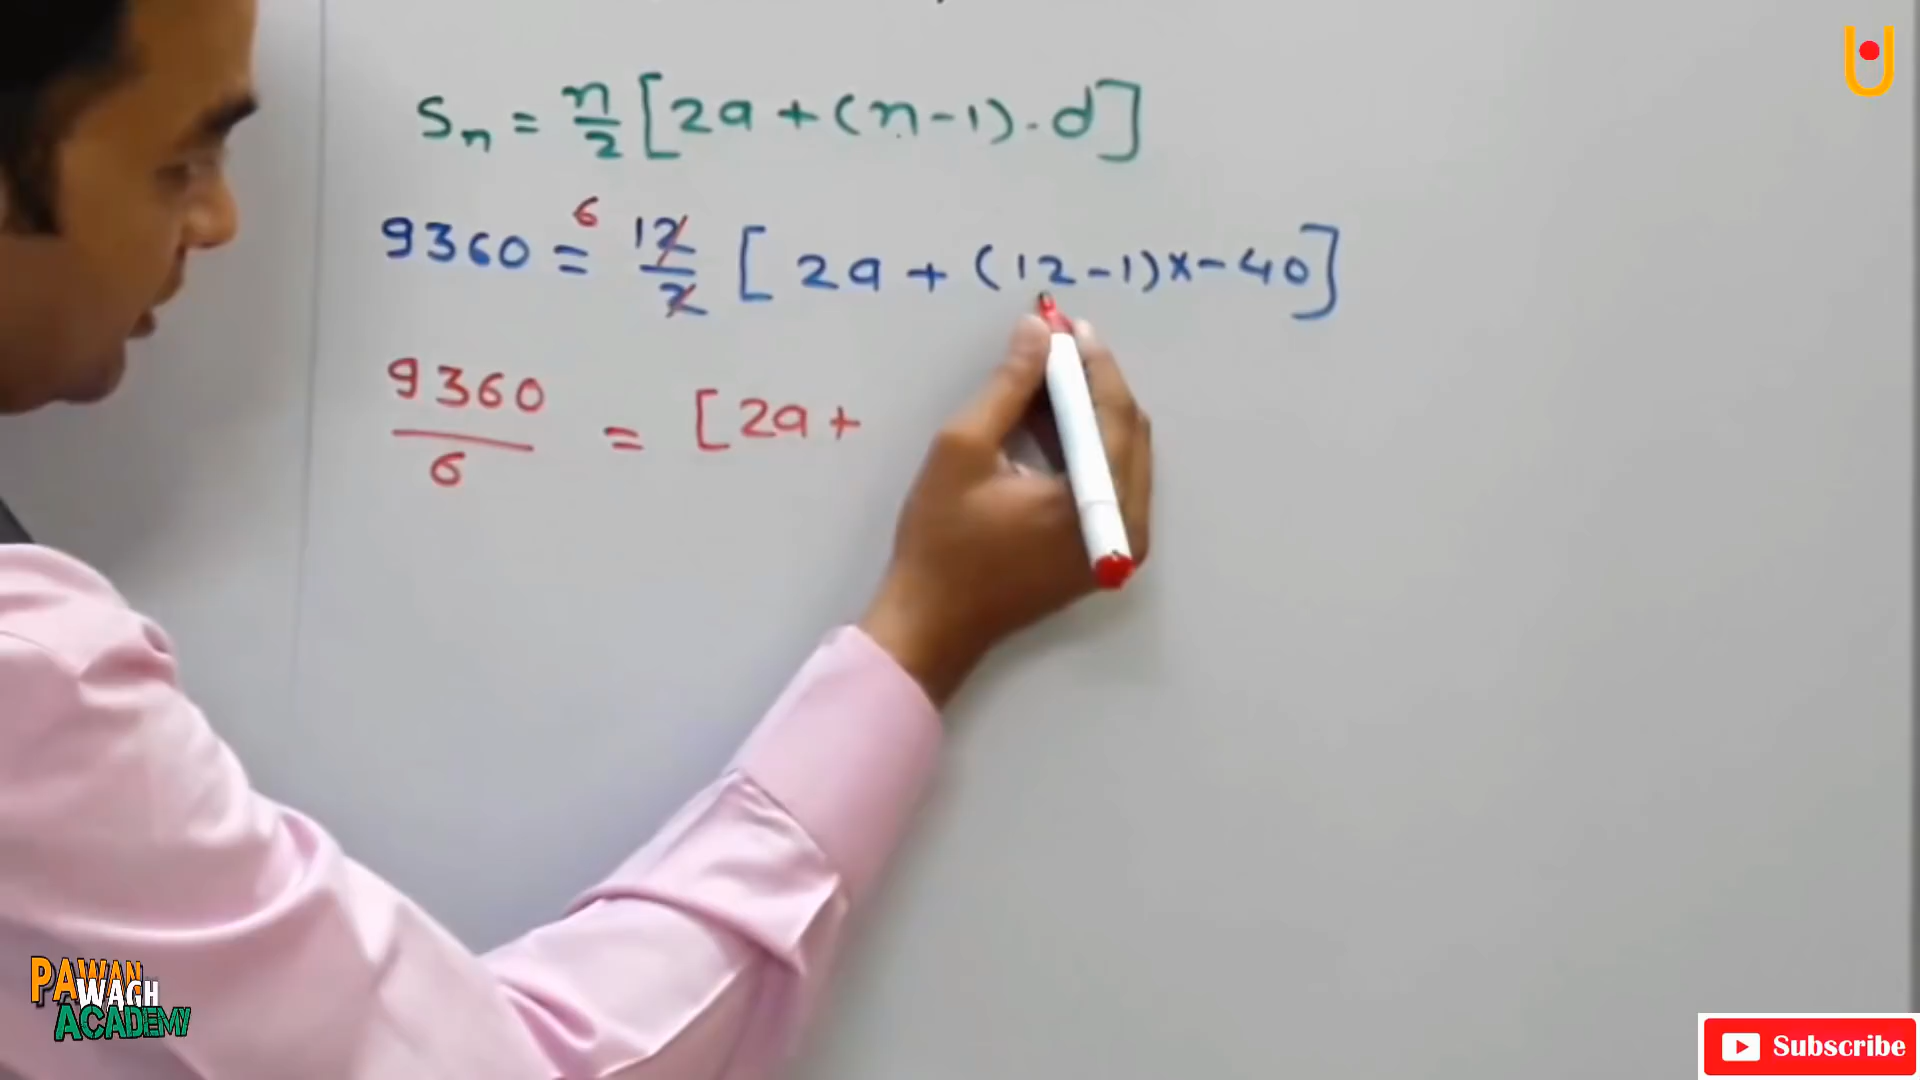 Sn = n/2 [2a + (n-1).d]
9360 = 6 12/2 [2a + (12-1)x-40]
9360/6 = [2a +
PAWAN
WAGH
ACADEMY
Subscribe